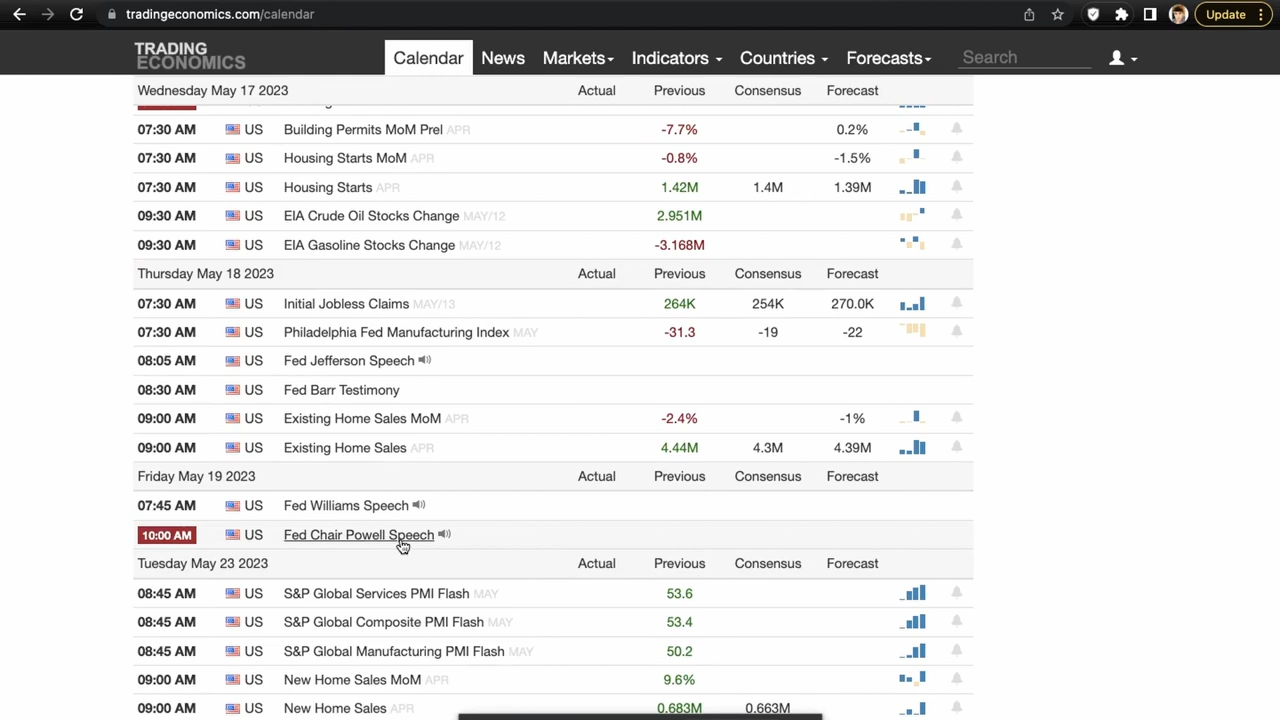 tradingeconomics.com/calendar
Update
TRADING
ECONOMICS
Calendar News Markets Indicators Countries Forecasts Search
Wednesday May 17 2023 Actual Previous Consensus Forecast
07:30 AM US Building Permits MoM Prel APR -7.7% 0.2%
07:30 AM US Housing Starts MoM APR -0.8% -1.5%
07:30 AM US Housing Starts APR 1.42M 1.4M 1.39M
09:30 AM US EIA Crude Oil Stocks Change MAY/12 2.951M
09:30 AM US EIA Gasoline Stocks Change MAY/12 -3.168M
Thursday May 18 2023 Actual Previous Consensus Forecast
07:30 AM US Initial Jobless Claims MAY/13 264K 254K 270.0K
07:30 AM US Philadelphia Fed Manufacturing Index MAY -31.3 -19 -22
08:05 AM US Fed Jefferson Speech
08:30 AM US Fed Barr Testimony
09:00 AM US Existing Home Sales MoM APR -2.4% -1%
09:00 AM US Existing Home Sales APR 4.44M 4.3M 4.39M
Friday May 19 2023 Actual Previous Consensus Forecast
07:45 AM US Fed Williams Speech
10:00 AM US Fed Chair Powell Speech
Tuesday May 23 2023 Actual Previous Consensus Forecast
08:45 AM US S&P Global Services PMI Flash MAY 53.6
08:45 AM US S&P Global Composite PMI Flash MAY 53.4
08:45 AM US S&P Global Manufacturing PMI Flash MAY 50.2
09:00 AM US New Home Sales MoM APR 9.6%
09:00 AM US New Home Sales APR 0.683M 0.663M